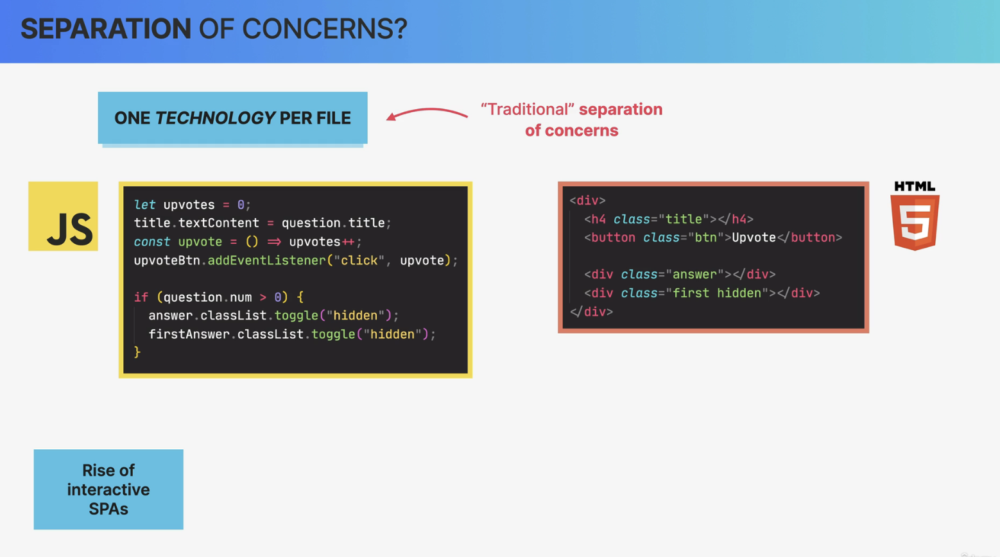 SEPARATION OF CONCERNS?
ONE TECHNOLOGY PER FILE
“Traditional” separation
of concerns
JS
let upvotes = 0;
title.textContent = question.title;
const upvote = () => upvotes++;
upvoteBtn.addEventListener("click", upvote);
if (question.num > 0) {
answer.classList.toggle("hidden");
firstAnswer.classList.toggle("hidden");
}
<div>
<h4 class="title"></h4>
<button class="btn">Upvote</button>
<div class="answer"></div>
<div class="first hidden"></div>
</div>
HTML
5
Rise of
interactive
SPAs